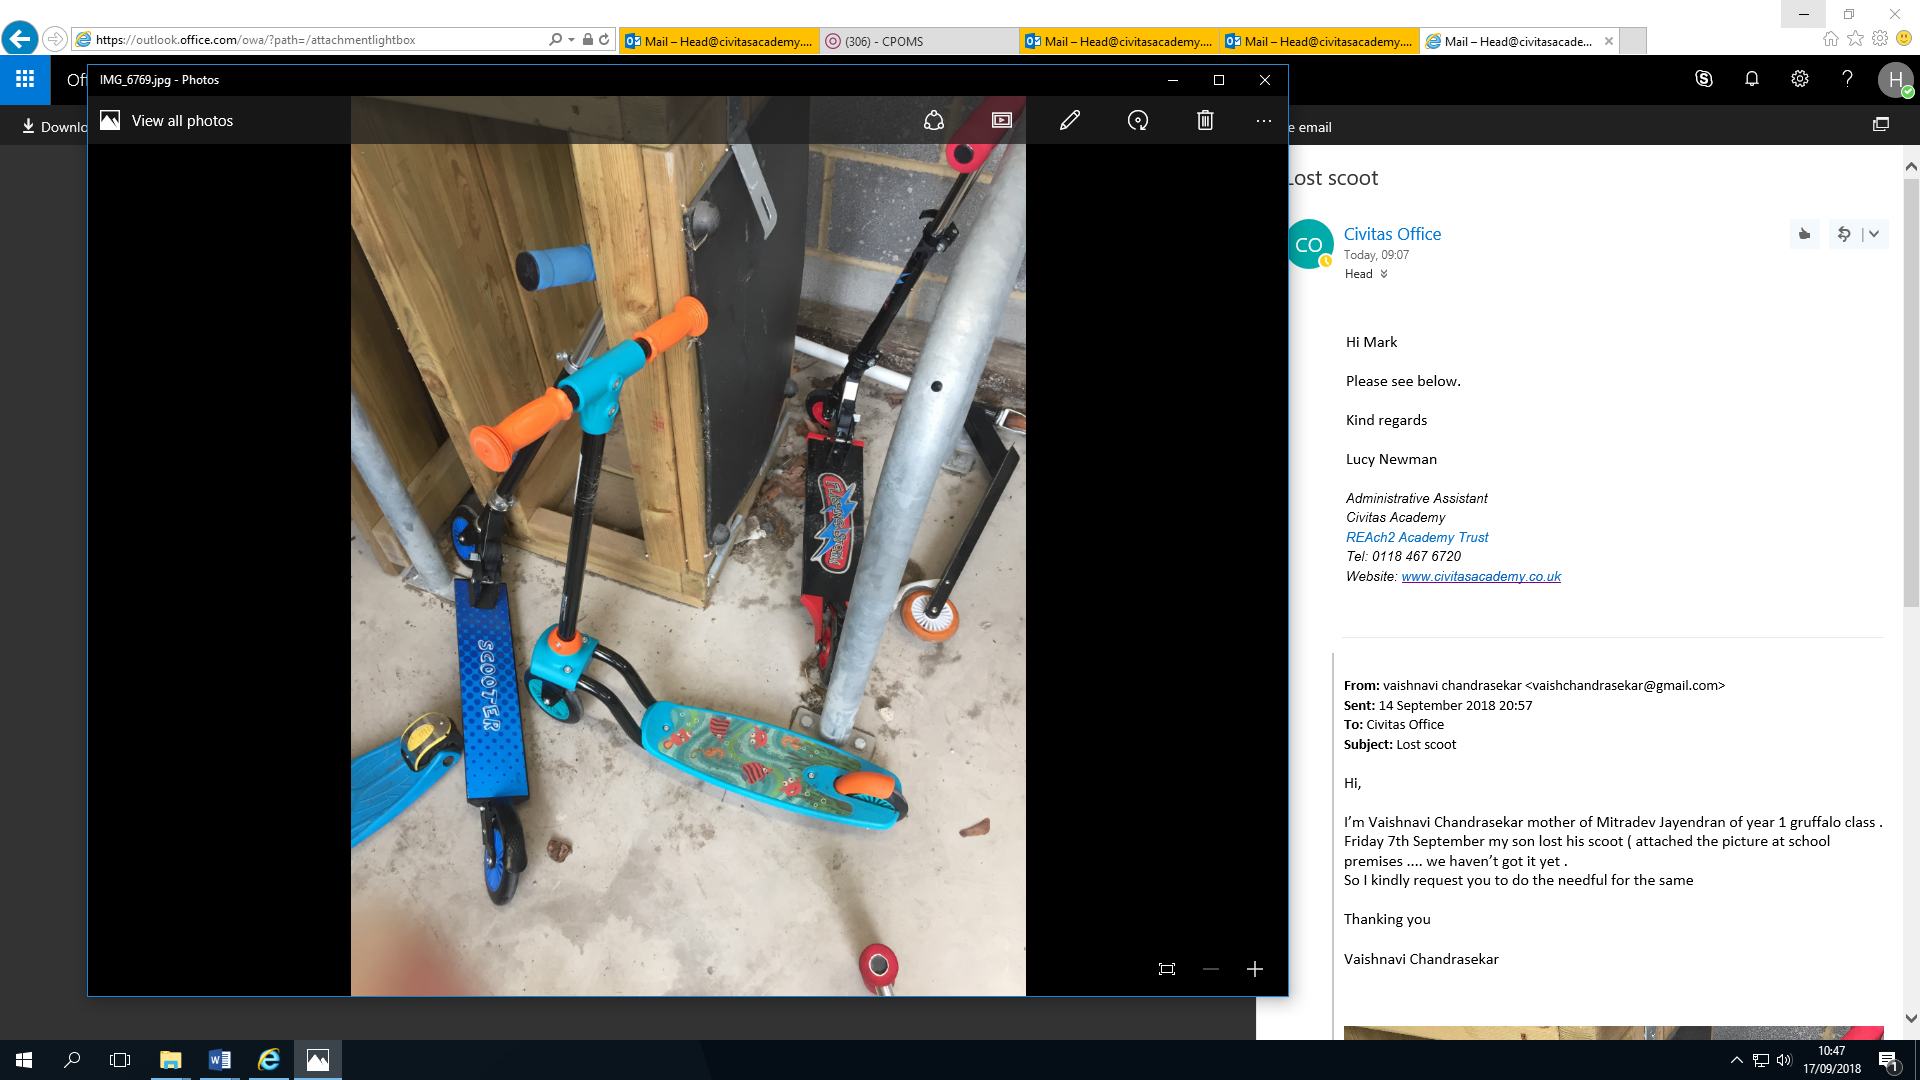 https://outlook.office.com/owa/?path=/attachmentlightbox
Mail – Head@civitasacademy....
(306) - CPOMS
Mail – Head@civitasacademy....
Mail – Head@civitasacademy....
Mail – Head@civitasacade...
IMG_6769.jpg - Photos
H
View all photos
Downlo
e email
Lost scoot
CO
Civitas Office
Today, 09:07
Head
Hi Mark
Please see below.
Kind regards
Lucy Newman
Administrative Assistant
Civitas Academy
REAch2 Academy Trust
Tel: 0118 467 6720
Website: www.civitasacademy.co.uk
From: vaishnavi chandrasekar <vaishchandrasekar@gmail.com>
Sent: 14 September 2018 20:57
To: Civitas Office
Subject: Lost scoot
Hi,
I'm Vaishnavi Chandrasekar mother of Mitradev Jayendran of year 1 gruffalo class .
Friday 7th September my son lost his scoot ( attached the picture at school
premises .... we haven't got it yet .
So I kindly request you to do the needful for the same
Thanking you
Vaishnavi Chandrasekar
SCOOTER
10:47
17/09/2018
1